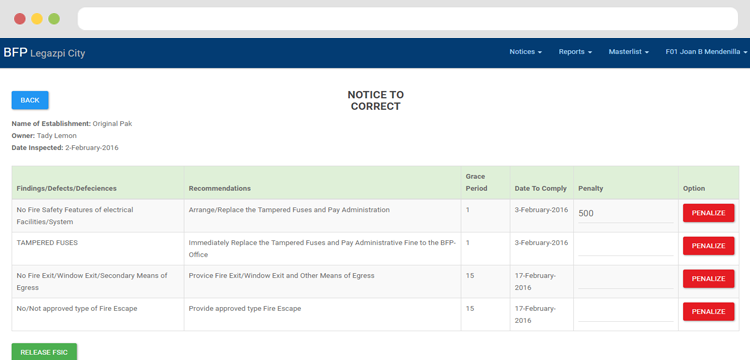 BFP Legazpi City
Notices Reports Masterlist F01 Joan B Mendenilla
BACK
NOTICE TO
CORRECT
Name of Establishment: Original Pak
Owner: Tady Lemon
Date Inspected: 2-February-2016
Findings/Defects/Defeciences Recommendations Grace Period Date To Comply Penalty Option
No Fire Safety Features of electrical Facilities/System Arrange/Replace the Tampered Fuses and Pay Administration 1 3-February-2016 500 PENALIZE
TAMPERED FUSES Immediately Replace the Tampered Fuses and Pay Administrative Fine to the BFP-Office 1 3-February-2016 PENALIZE
No Fire Exit/Window Exit/Secondary Means of Egress Provice Fire Exit/Window Exit and Other Means of Egress 15 17-February-2016 PENALIZE
No/Not approved type of Fire Escape Provide approved type Fire Escape 15 17-February-2016 PENALIZE
RELEASE FSIC